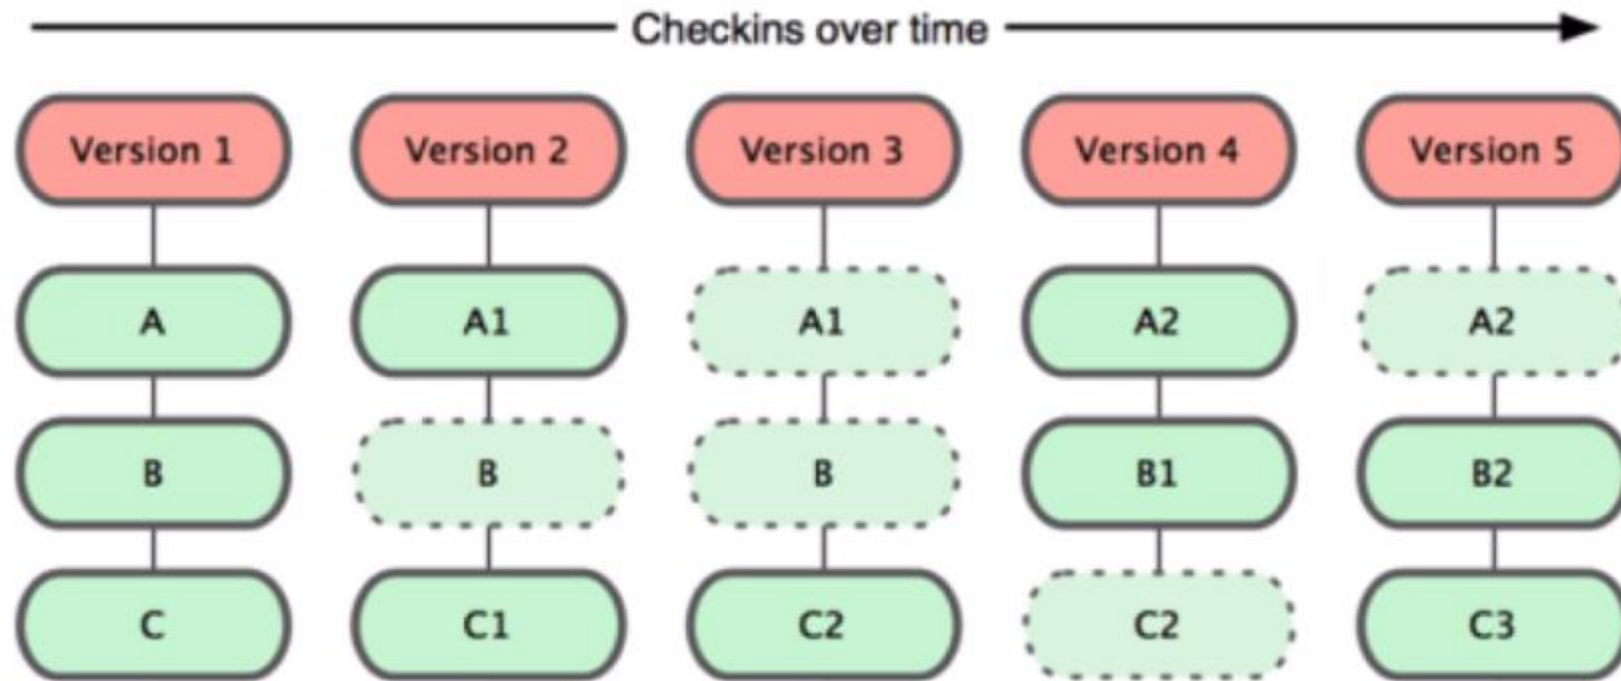 Checkins over time
Version 1 Version 2 Version 3 Version 4 Version 5
A A1 A1 A2 A2
B B B B1 B2
C C1 C2 C2 C3